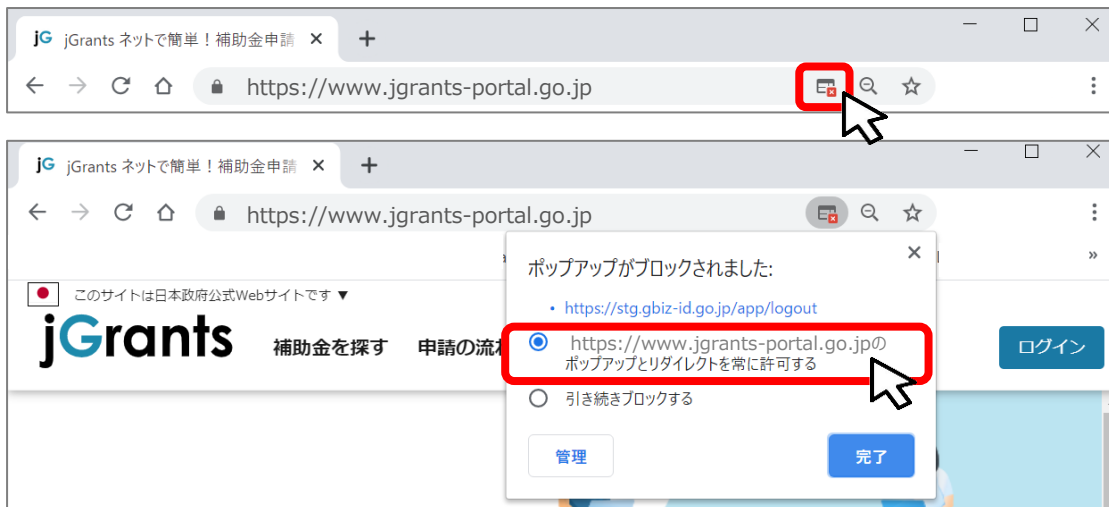 jG jGrants ネットで簡単！補助金申請
https://www.jgrants-portal.go.jp
jG jGrants ネットで簡単！補助金申請
https://www.jgrants-portal.go.jp
このサイトは日本政府公式Webサイトです ▼
jGrants 補助金を探す 申請の流れ ログイン
ポップアップがブロックされました:
• https://stg.gbiz-id.go.jp/app/logout
https://www.jgrants-portal.go.jpの
ポップアップとリダイレクトを常に許可する
引き続きブロックする
管理 完了